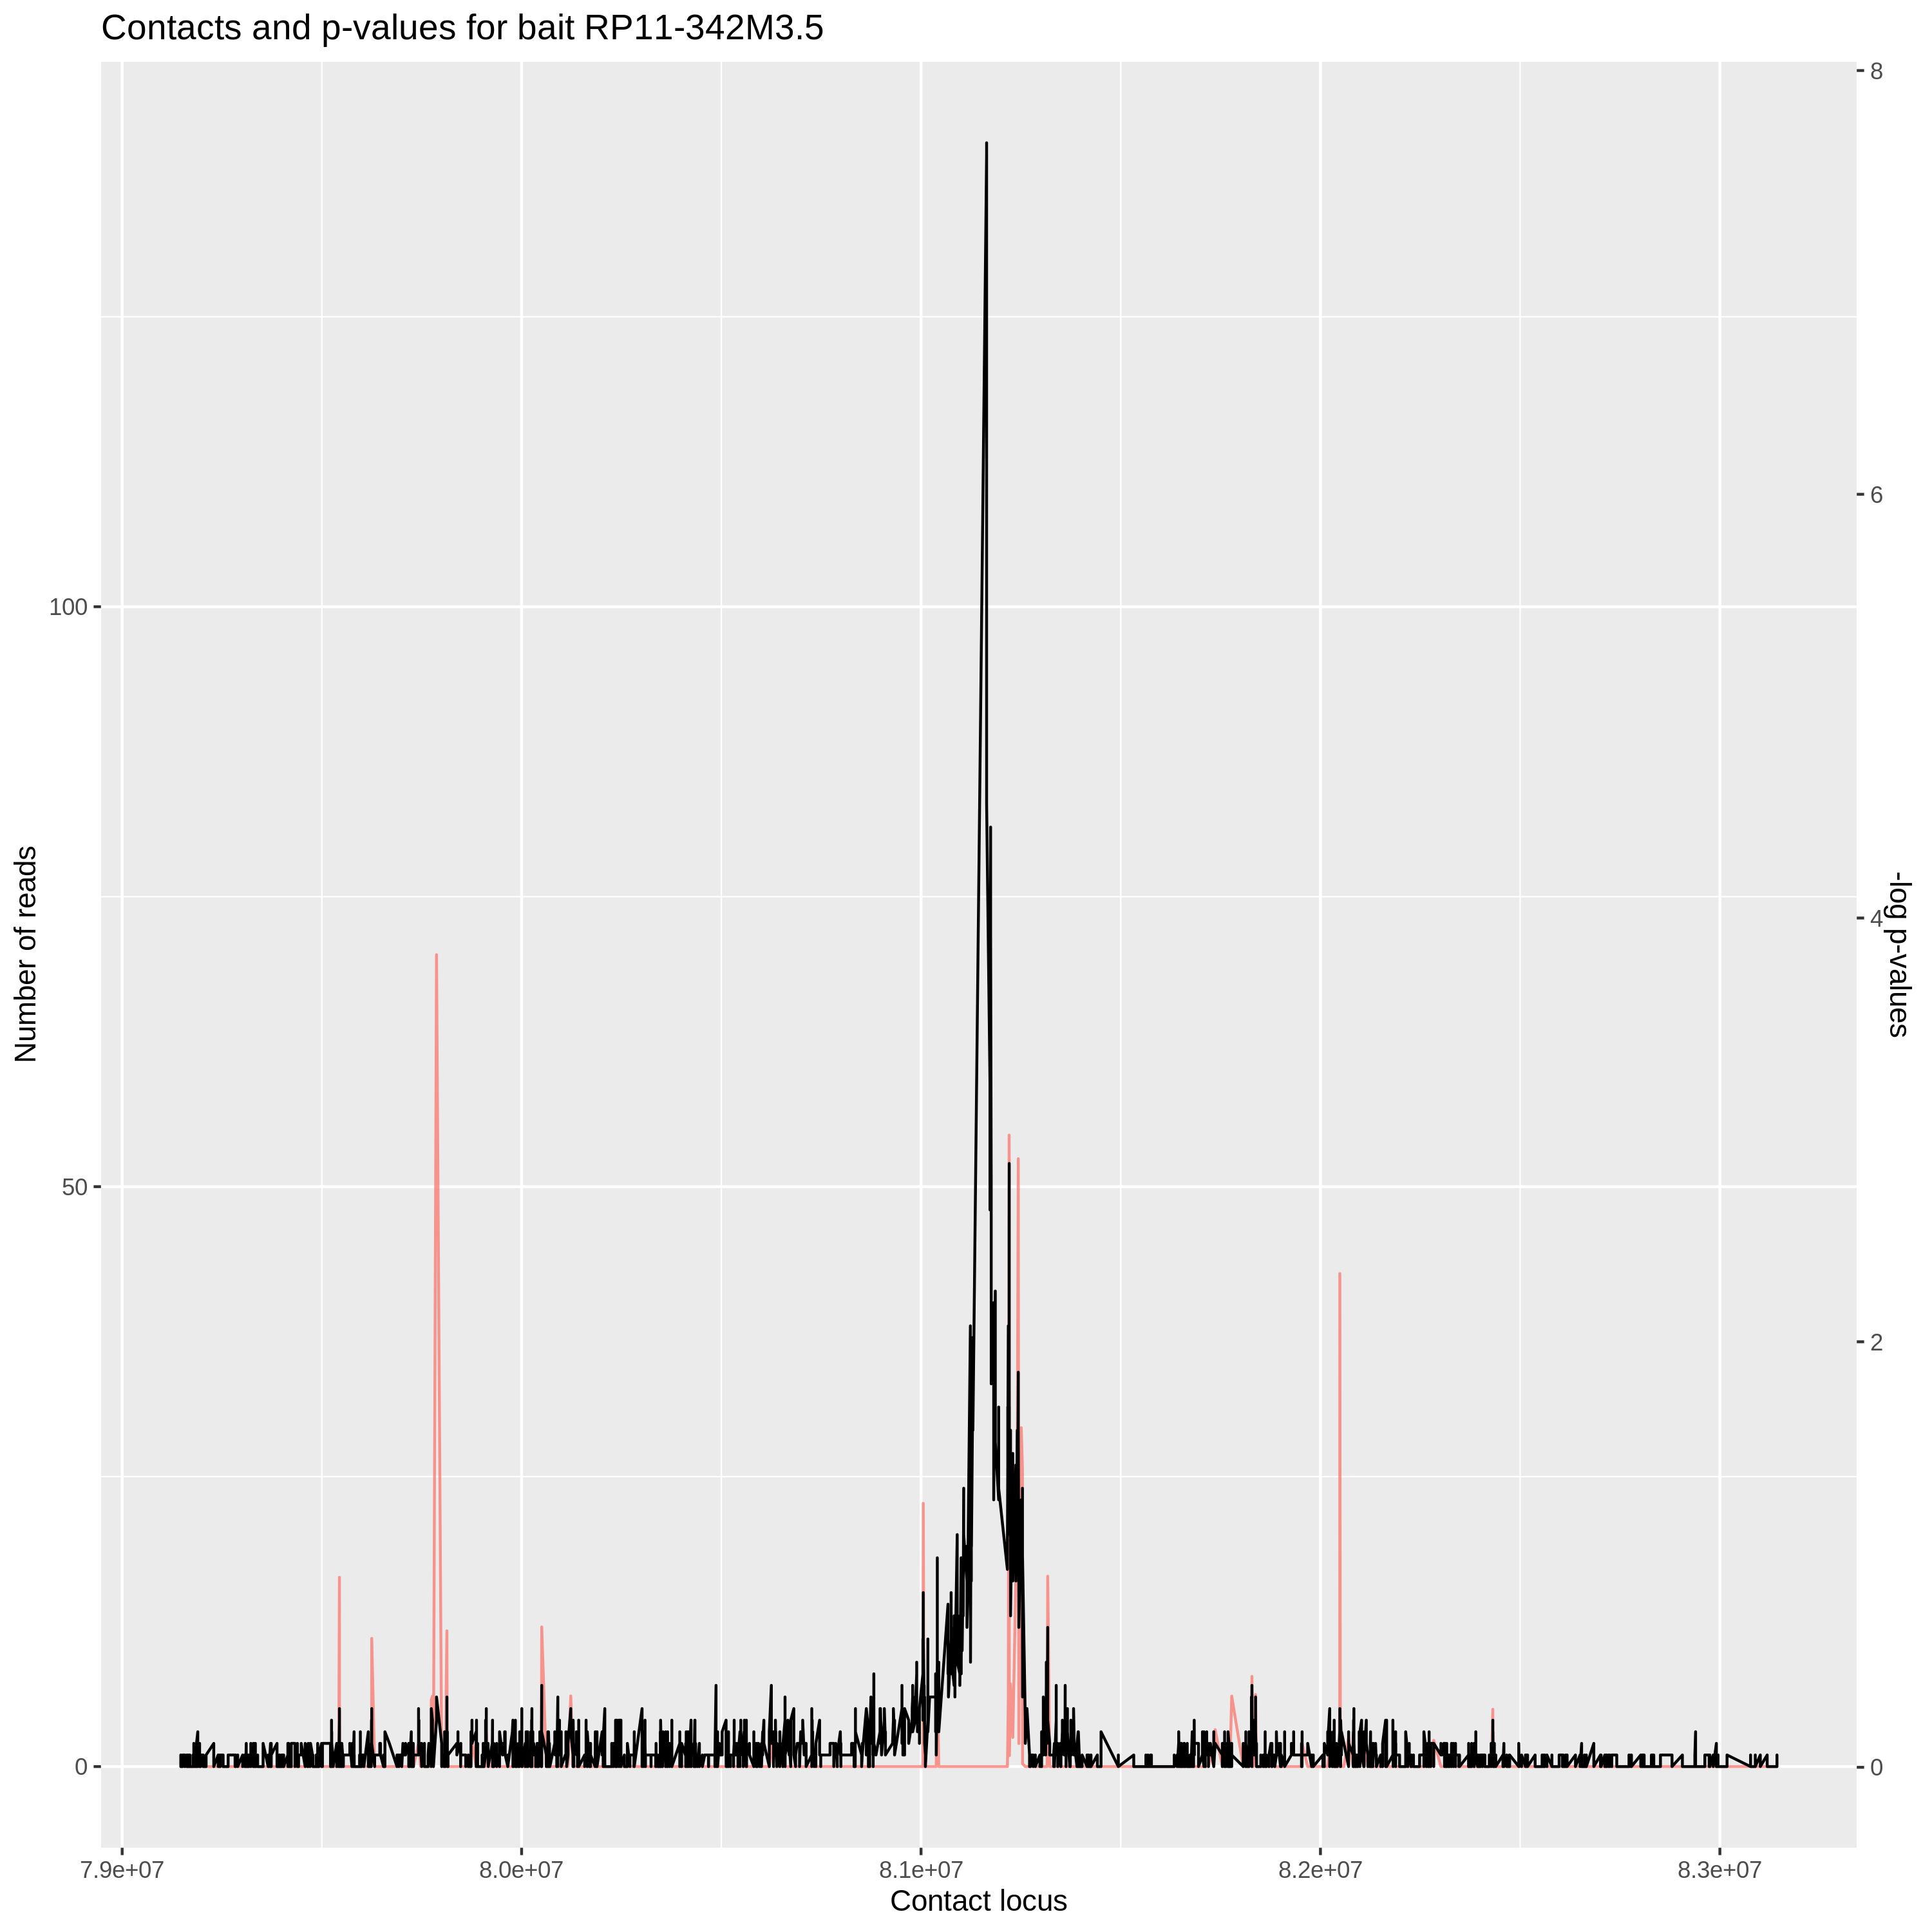 Contacts and p-values for bait RP11-342M3.5
8
6
100
Number of reads
4
-log p-values
50
2
0
0
7.9e+07 8.0e+07 8.1e+07 8.2e+07 8.3e+07
Contact locus